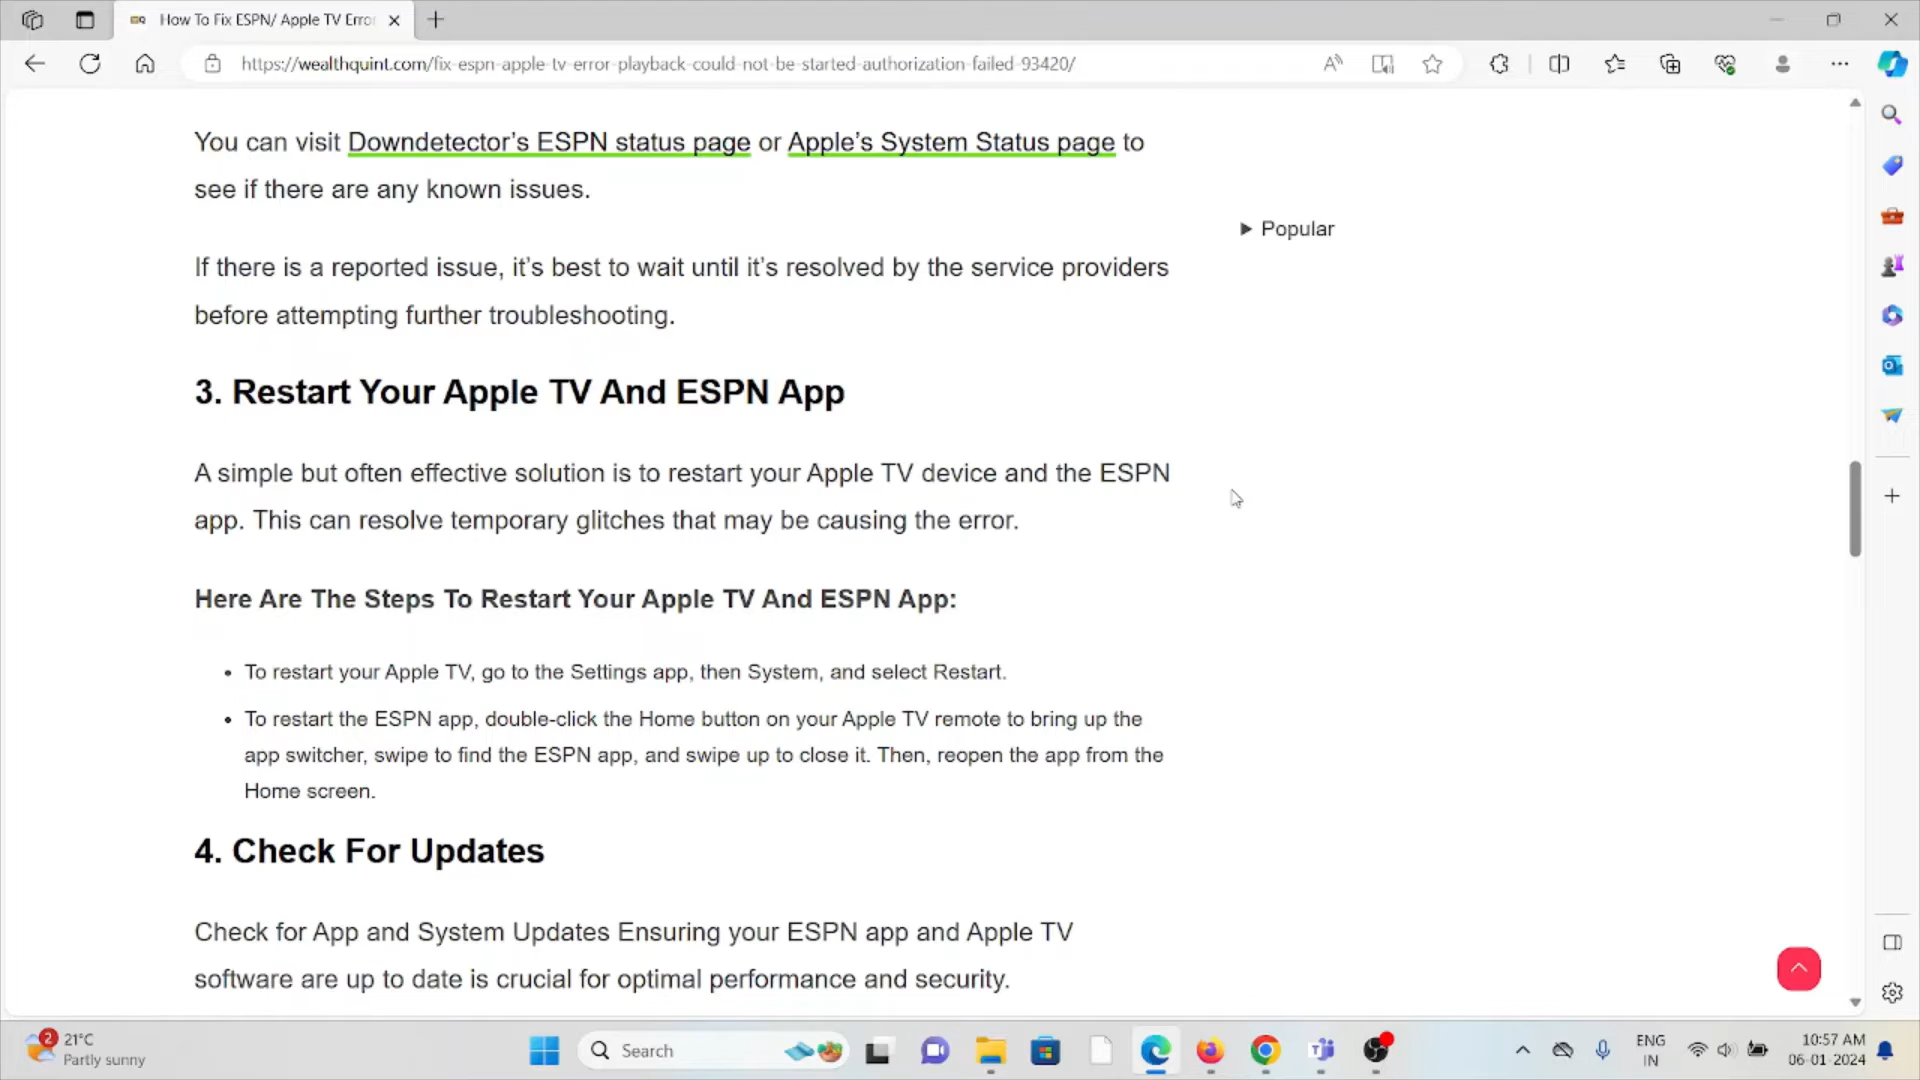 How To Fix ESPN/ Apple TV Erro
https://wealthquint.com/fix-espn-apple-tv-error-playback-could-not-be-started-authorization-failed-93420/
You can visit Downdetector’s ESPN status page or Apple’s System Status page to
see if there are any known issues.
Popular
If there is a reported issue, it’s best to wait until it’s resolved by the service providers
before attempting further troubleshooting.
3. Restart Your Apple TV And ESPN App
A simple but often effective solution is to restart your Apple TV device and the ESPN
app. This can resolve temporary glitches that may be causing the error.
Here Are The Steps To Restart Your Apple TV And ESPN App:
• To restart your Apple TV, go to the Settings app, then System, and select Restart.
• To restart the ESPN app, double-click the Home button on your Apple TV remote to bring up the
app switcher, swipe to find the ESPN app, and swipe up to close it. Then, reopen the app from the
Home screen.
4. Check For Updates
Check for App and System Updates Ensuring your ESPN app and Apple TV
software are up to date is crucial for optimal performance and security.
2
21°C
Partly sunny
Search
ENG
IN
10:57 AM
06-01-2024